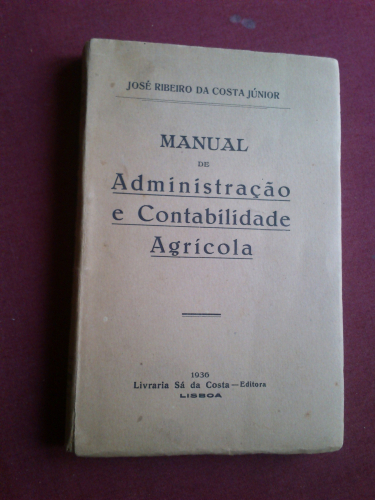 JOSÉ RIBEIRO DA COSTA JÚNIOR
MANUAL
DE
Administração
e Contabilidade
Agrícola
1936
Livraria Sá da Costa — Editora
LISBOA